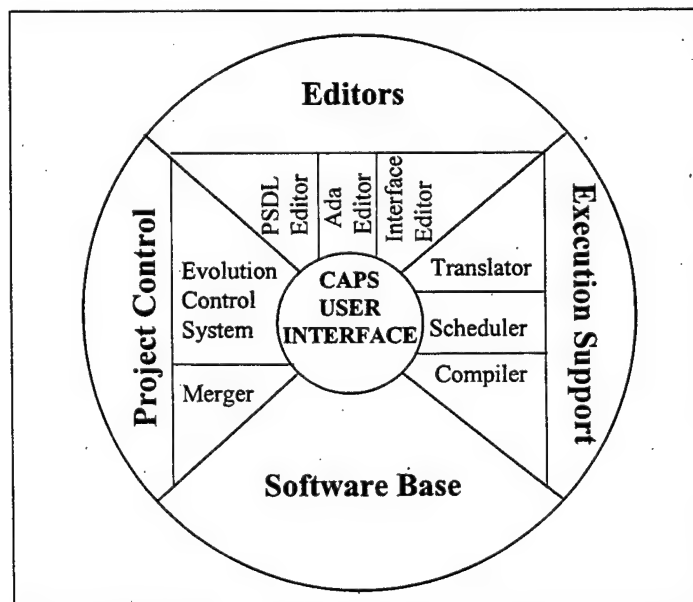 Editors
PSDL
Editor
Ada
Editor
Interface
Editor
Project Control
Evolution
Control
System
Merger
CAPS
USER
INTERFACE
Translator
Scheduler
Compiler
Execution Support
Software Base